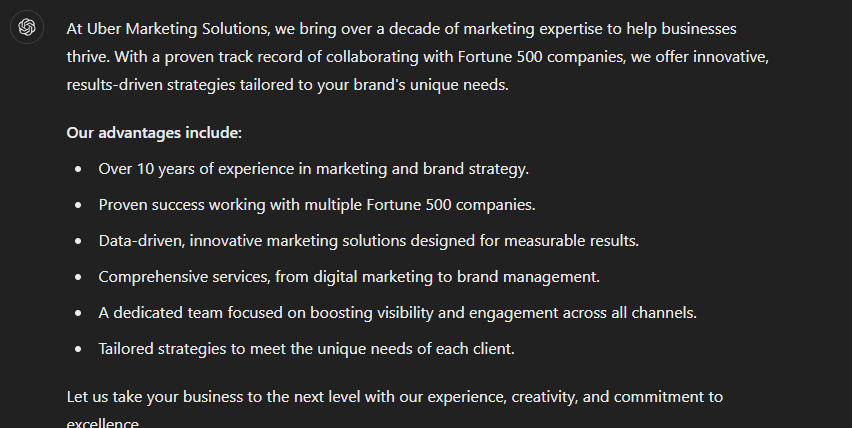 At Uber Marketing Solutions, we bring over a decade of marketing expertise to help businesses
thrive. With a proven track record of collaborating with Fortune 500 companies, we offer innovative,
results-driven strategies tailored to your brand's unique needs.
Our advantages include:
• Over 10 years of experience in marketing and brand strategy.
• Proven success working with multiple Fortune 500 companies.
• Data-driven, innovative marketing solutions designed for measurable results.
• Comprehensive services, from digital marketing to brand management.
• A dedicated team focused on boosting visibility and engagement across all channels.
• Tailored strategies to meet the unique needs of each client.
Let us take your business to the next level with our experience, creativity, and commitment to
excellence.